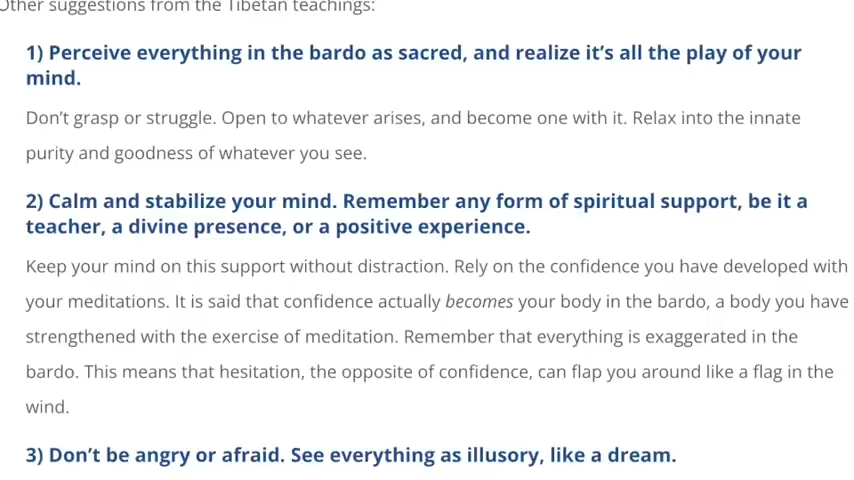 Other suggestions from the Tibetan teachings:
1) Perceive everything in the bardo as sacred, and realize it’s all the play of your
mind.
Don’t grasp or struggle. Open to whatever arises, and become one with it. Relax into the innate
purity and goodness of whatever you see.
2) Calm and stabilize your mind. Remember any form of spiritual support, be it a
teacher, a divine presence, or a positive experience.
Keep your mind on this support without distraction. Rely on the confidence you have developed with
your meditations. It is said that confidence actually becomes your body in the bardo, a body you have
strengthened with the exercise of meditation. Remember that everything is exaggerated in the
bardo. This means that hesitation, the opposite of confidence, can flap you around like a flag in the
wind.
3) Don’t be angry or afraid. See everything as illusory, like a dream.